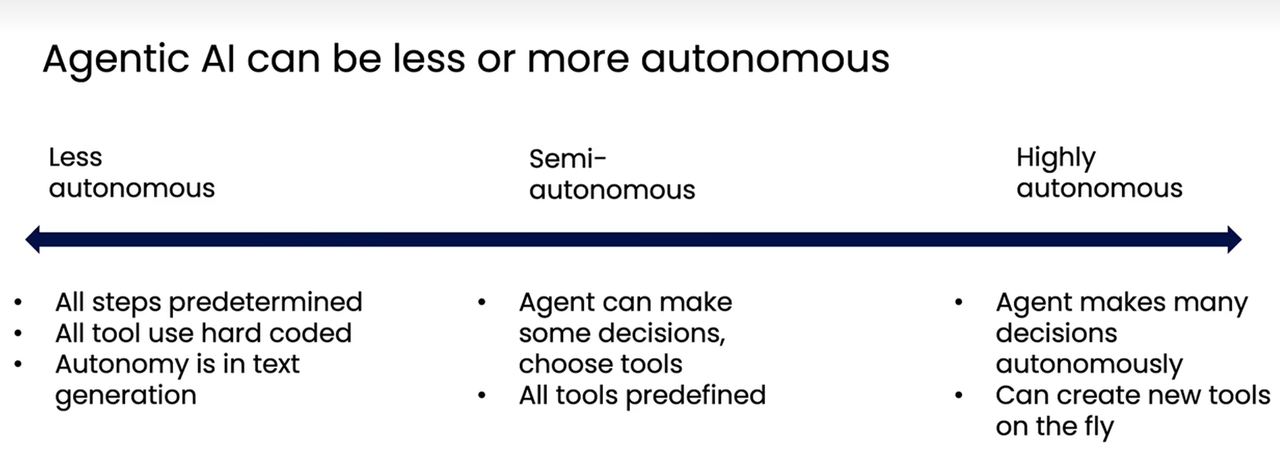 Agentic AI can be less or more autonomous
Less
autonomous
Semi-
autonomous
Highly
autonomous
• All steps predetermined
• All tool use hard coded
• Autonomy is in text
generation
• Agent can make
some decisions,
choose tools
• All tools predefined
• Agent makes many
decisions
autonomously
• Can create new tools
on the fly